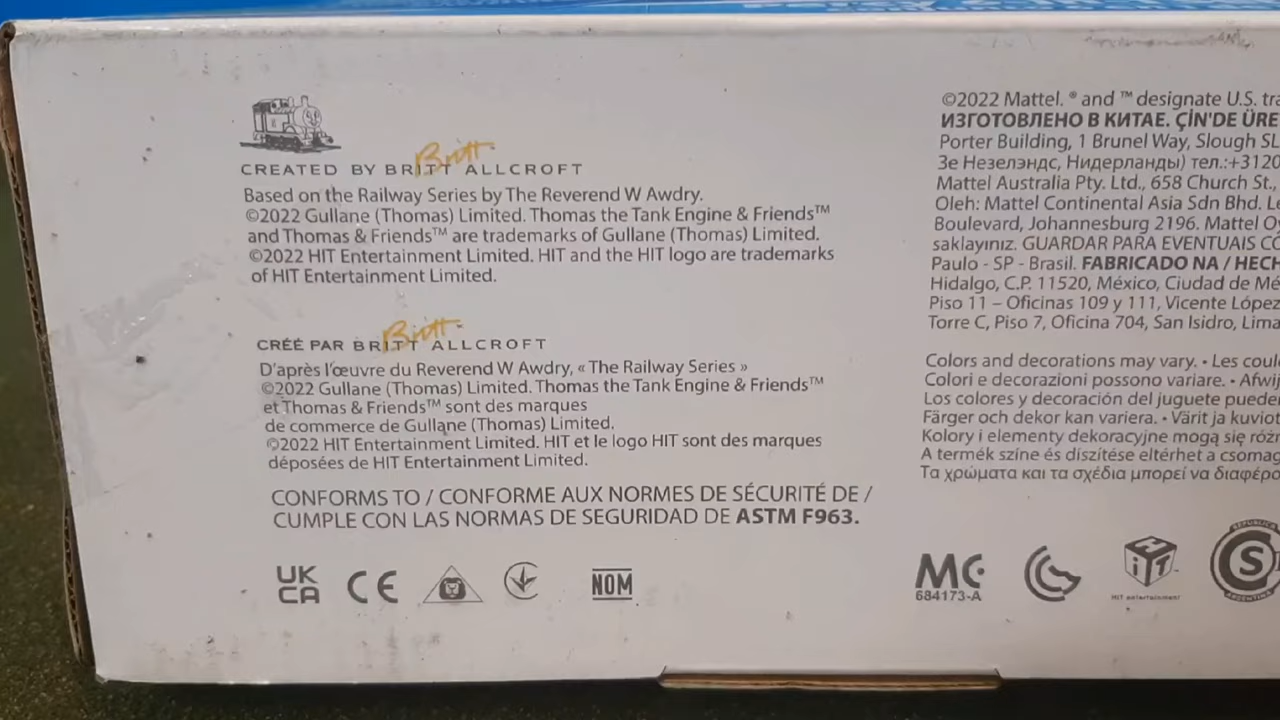 CREATED BY BRITT ALLCROFT
Britt
Based on the Railway Series by The Reverend W Awdry.
©2022 Gullane (Thomas) Limited. Thomas the Tank Engine & Friends™
and Thomas & Friends™ are trademarks of Gullane (Thomas) Limited.
©2022 HIT Entertainment Limited. HIT and the HIT logo are trademarks
of HIT Entertainment Limited.
CRÉÉ PAR BRITT ALLCROFT
Britt
D'après l'œuvre du Reverend W Awdry, « The Railway Series »
©2022 Gullane (Thomas) Limited. Thomas the Tank Engine & Friends™
et Thomas & Friends™ sont des marques
de commerce de Gullane (Thomas) Limited.
©2022 HIT Entertainment Limited. HIT et le logo HIT sont des marques
déposées de HIT Entertainment Limited.
CONFORMS TO / CONFORME AUX NORMES DE SÉCURITÉ DE /
CUMPLE CON LAS NORMAS DE SEGURIDAD DE ASTM F963.
UK
CA
CE
NOM
©2022 Mattel. ® and ™ designate U.S.
ИЗГОТОВЛЕНО В КИТАЕ. ÇİN'DE
Porter Building, 1 Brunel Way, Slough
3e Незелэндс, Нидерланды) тел.:+3120
Mattel Australia Pty. Ltd., 658 Church St.,
Oleh: Mattel Continental Asia Sdn Bhd.
Boulevard, Johannesburg 2196. Mattel
saklayınız. GUARDAR PARA EVENTUAIS
Paulo - SP - Brasil. FABRICADO NA / HECH
Hidalgo, C.P. 11520, México, Ciudad de
Piso 11 – Oficinas 109 y 111, Vicente López
Torre C, Piso 7, Oficina 704, San Isidro, Lima
Colors and decorations may vary. • Les
Colori e decorazioni possono variare. •
Los colores y decoración del juguete
Färger och dekor kan variera. • Värit ja
Kolory i elementy dekoracyjne mogą się
A termék színe és díszítése eltérhet a
Τα χρώματα και τα σχέδια μπορεί να
MC
684173-A
HiT
HIT entertainment
REPUBLICA
S
ARGENTINA